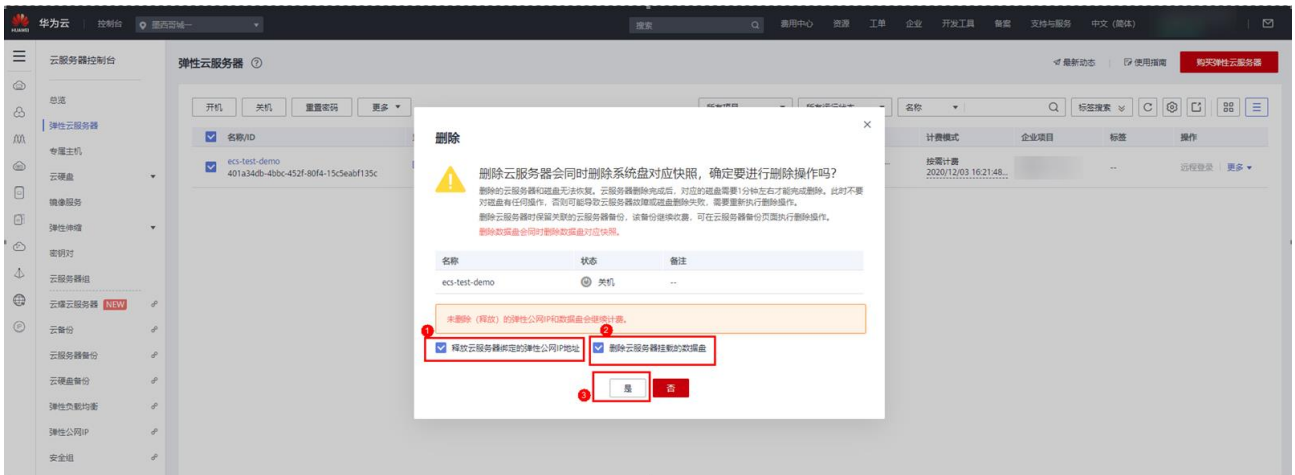 HUAWEI
华为云
控制台
墨西哥城一
搜索
费用中心
资源
工单
企业
开发工具
备案
支持与服务
中文 (简体)
云服务器控制台
弹性云服务器
最新动态
使用指南
购买弹性云服务器
总览
弹性云服务器
专属主机
云硬盘
镜像服务
弹性伸缩
密钥对
云服务器组
云耀云服务器 NEW
云备份
云服务器备份
云硬盘备份
弹性负载均衡
弹性公网IP
安全组
开机
关机
重置密码
更多
所有项目
所有运行状态
名称
标签搜索
名称/ID
计费模式
企业项目
标签
操作
ecs-test-demo
401a34db-4bbc-452f-80f4-15c5eabf135c
按需计费
2020/12/03 16:21:48...
--
远程登录
更多
删除
删除云服务器会同时删除系统盘对应快照，确定要进行删除操作吗?
删除的云服务器和磁盘无法恢复。云服务器删除完成后，对应的磁盘需要1分钟左右才能完成删除。此时不要
对磁盘有任何操作，否则可能导致云服务器故障或磁盘删除失败，需要重新执行删除操作。
删除云服务器时保留关联的云服务器备份，该备份继续收费，可在云服务器备份页面执行删除操作。
删除数据盘会同时删除数据盘对应快照。
名称
状态
备注
ecs-test-demo
关机
--
未删除（释放）的弹性公网IP和数据盘会继续计费。
1
2
释放云服务器绑定的弹性公网IP地址
删除云服务器挂载的数据盘
3
是
否